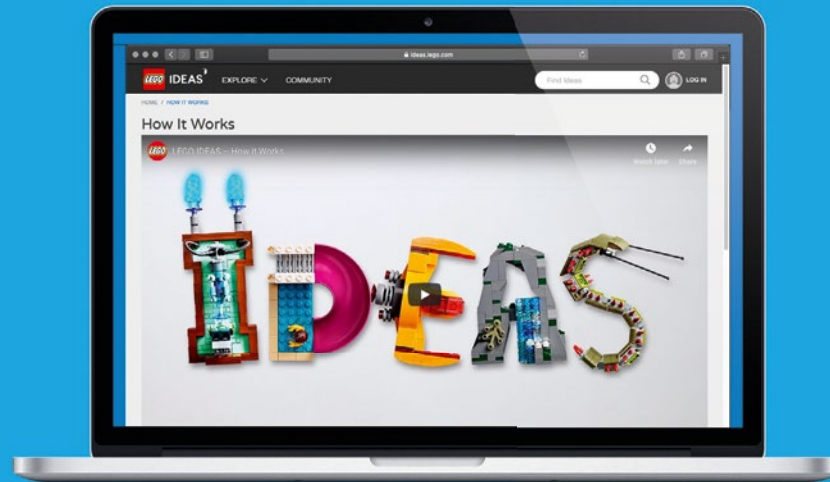 ideas.lego.com
LEGO IDEAS EXPLORE COMMUNITY Find Ideas LOG IN
HOME / HOW IT WORKS
How It Works
LEGO LEGO IDEAS – How It Works
Watch later Share
IDEAS